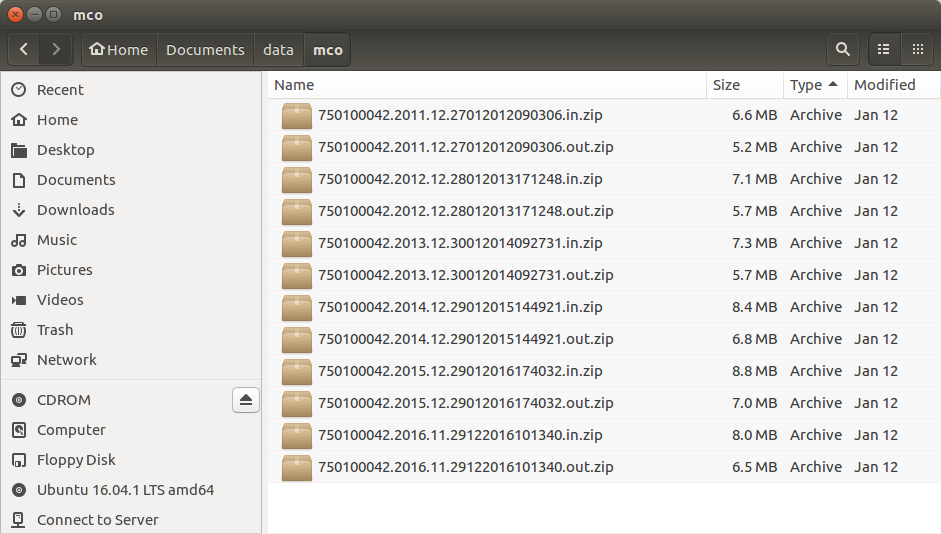 mco
Home Documents data mco
Name Size Type Modified
Recent
Home
Desktop
Documents
Downloads
Music
Pictures
Videos
Trash
Network
CDROM
Computer
Floppy Disk
Ubuntu 16.04.1 LTS amd64
Connect to Server
750100042.2011.12.27012012090306.in.zip 6.6 MB Archive Jan 12
750100042.2011.12.27012012090306.out.zip 5.2 MB Archive Jan 12
750100042.2012.12.28012013171248.in.zip 7.1 MB Archive Jan 12
750100042.2012.12.28012013171248.out.zip 5.7 MB Archive Jan 12
750100042.2013.12.30012014092731.in.zip 7.3 MB Archive Jan 12
750100042.2013.12.30012014092731.out.zip 5.7 MB Archive Jan 12
750100042.2014.12.29012015144921.in.zip 8.4 MB Archive Jan 12
750100042.2014.12.29012015144921.out.zip 6.8 MB Archive Jan 12
750100042.2015.12.29012016174032.in.zip 8.8 MB Archive Jan 12
750100042.2015.12.29012016174032.out.zip 7.0 MB Archive Jan 12
750100042.2016.11.29122016101340.in.zip 8.0 MB Archive Jan 12
750100042.2016.11.29122016101340.out.zip 6.5 MB Archive Jan 12